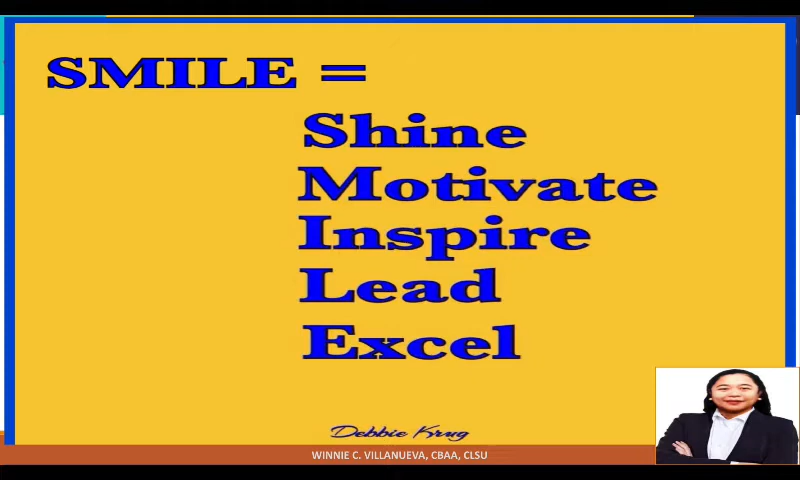 SMILE =
Shine
Motivate
Inspire
Lead
Excel
Debbie Krug
WINNIE C. VILLANUEVA, CBAA, CLSU